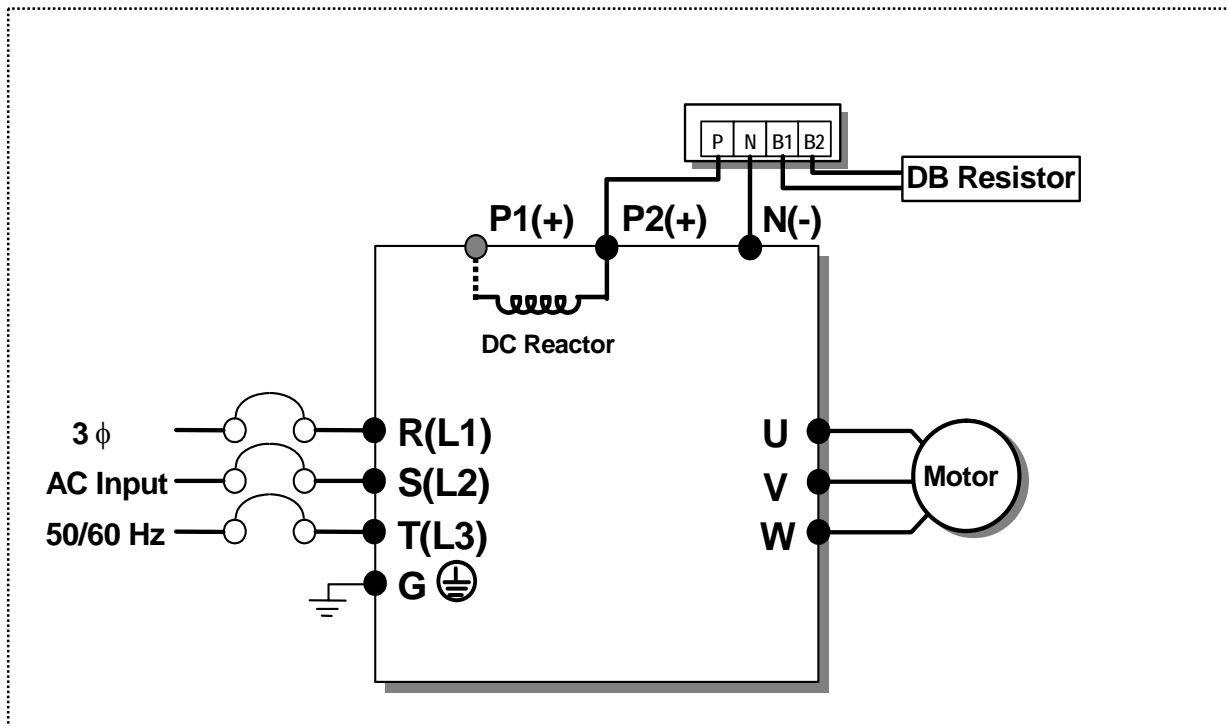 P N B1 B2
DB Resistor
P1(+) P2(+) N(-)
DC Reactor
3 ϕ
R(L1)
U
AC Input
S(L2)
V
Motor
50/60 Hz
T(L3)
W
G